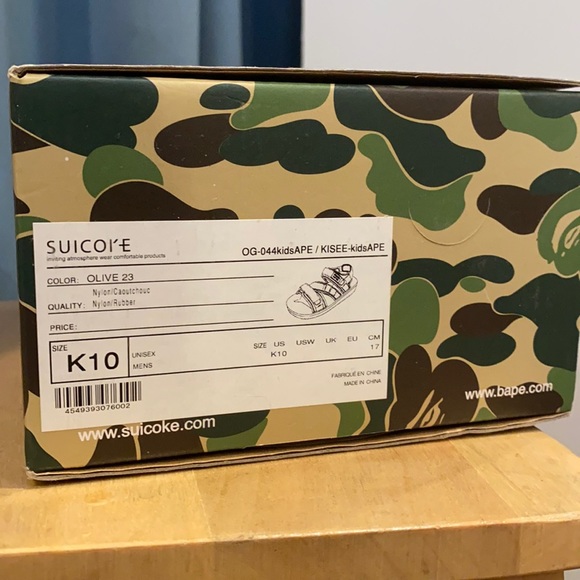 SUICOKE
inviting atmosphere wear comfortable products
OG-044kidsAPE / KISEE-kidsAPE
COLOR: OLIVE 23
Nylon/Caoutchouc
QUALITY: Nylon/Rubber
PRICE:
SIZE K10 UNISEX MENS
SIZE US USW UK EU CM
K10 17
FABRIQUÉ EN CHINE
MADE IN CHINA
4549393076002
www.suicoke.com
www.bape.com